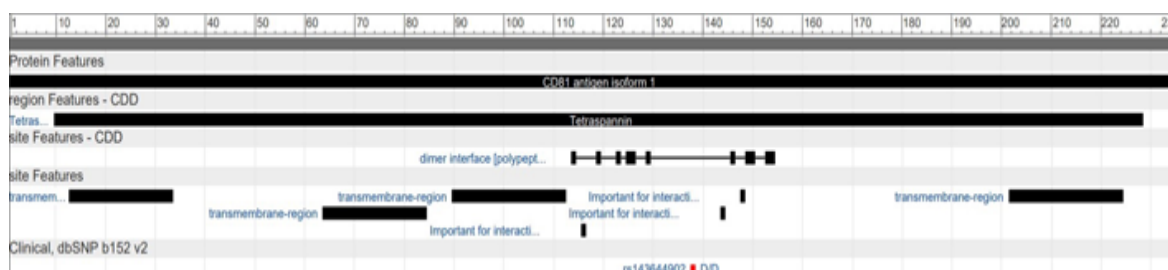 1 10 20 30 40 50 60 70 80 90 100 110 120 130 140 150 160 170 180 190 200 210 220 23
Protein Features
CD81 antigen isoform 1
region Features - CDD
Tetras... Tetraspannin
site Features - CDD
dimer interface [polypept...
site Features
transmem... transmembrane-region Important for interacti... transmembrane-region
transmembrane-region Important for interacti...
Important for interacti...
Clinical, dbSNP b152 v2
rs143644902 D/D